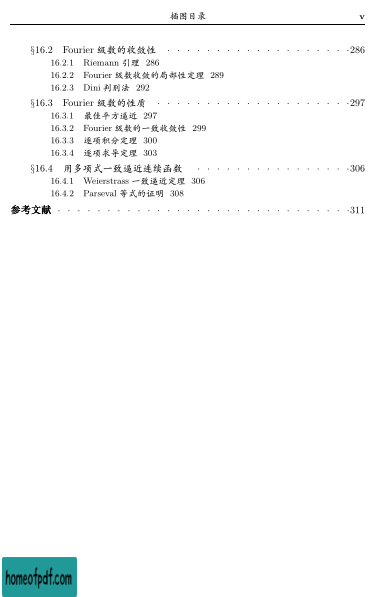 插图目录 v
§16.2 Fourier 级数的收敛性 · · · · · · · · · · · · · · · · · 286
16.2.1 Riemann 引理 286
16.2.2 Fourier 级数收敛的局部性定理 289
16.2.3 Dini 判别法 292
§16.3 Fourier 级数的性质 · · · · · · · · · · · · · · · · · · 297
16.3.1 最佳平方逼近 297
16.3.2 Fourier 级数的一致收敛性 299
16.3.3 逐项积分定理 300
16.3.4 逐项求导定理 303
§16.4 用多项式一致逼近连续函数 · · · · · · · · · · · · · · 306
16.4.1 Weierstrass 一致逼近定理 306
16.4.2 Parseval 等式的证明 308
参考文献 · · · · · · · · · · · · · · · · · · · · · · · · · · 311
homeofpdf.com